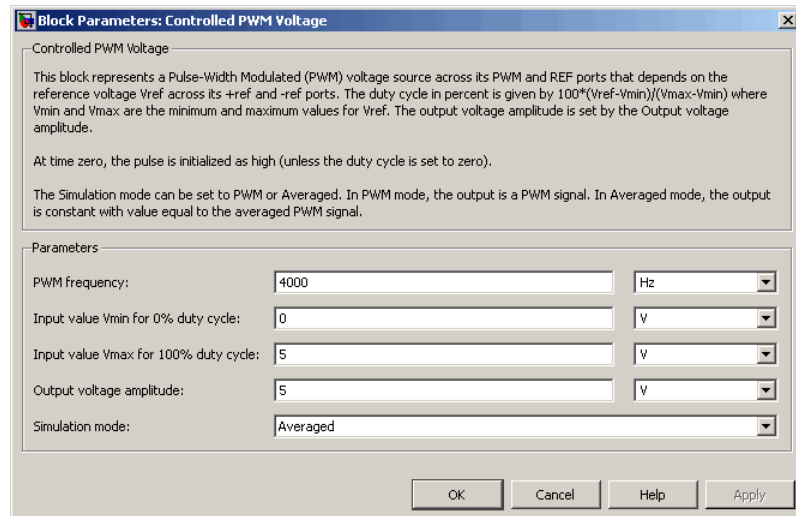 Block Parameters: Controlled PWM Voltage
Controlled PWM Voltage
This block represents a Pulse-Width Modulated (PWM) voltage source across its PWM and REF ports that depends on the
reference voltage Vref across its +ref and -ref ports. The duty cycle in percent is given by 100*(Vref-Vmin)/(Vmax-Vmin) where
Vmin and Vmax are the minimum and maximum values for Vref. The output voltage amplitude is set by the Output voltage
amplitude.
At time zero, the pulse is initialized as high (unless the duty cycle is set to zero).
The Simulation mode can be set to PWM or Averaged. In PWM mode, the output is a PWM signal. In Averaged mode, the output
is constant with value equal to the averaged PWM signal.
Parameters
PWM frequency: 4000 Hz
Input value Vmin for 0% duty cycle: 0 V
Input value Vmax for 100% duty cycle: 5 V
Output voltage amplitude: 5 V
Simulation mode: Averaged
OK Cancel Help Apply